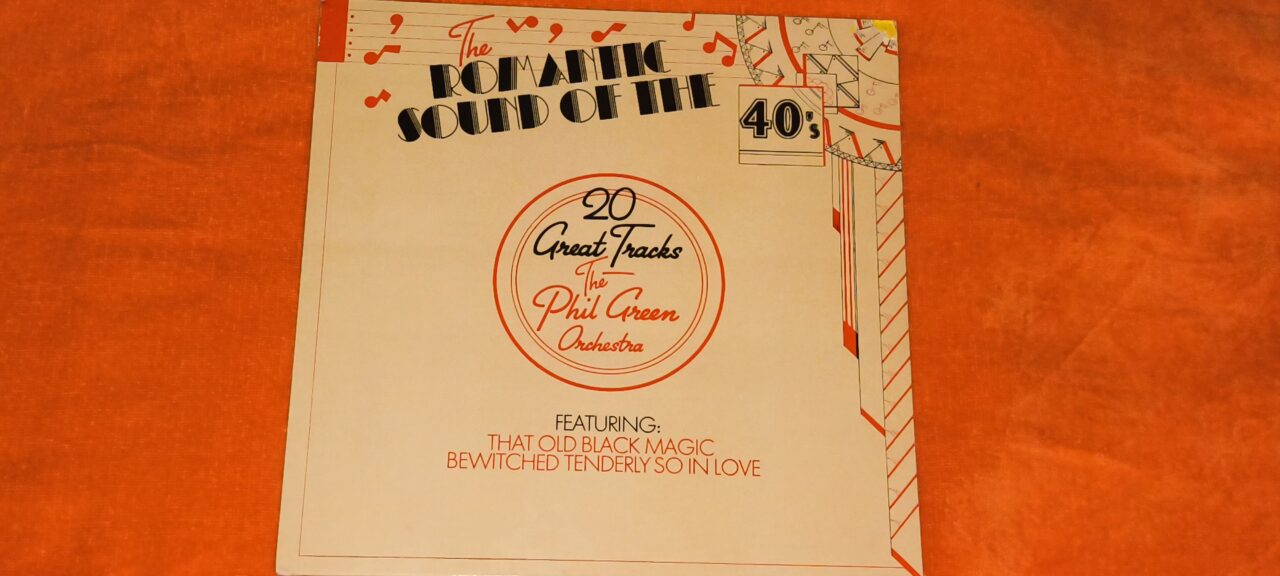 The
ROMANTIC
SOUND OF THE
40's
20
Great Tracks
The
Phil Green
Orchestra
FEATURING:
THAT OLD BLACK MAGIC
BEWITCHED TENDERLY SO IN LOVE